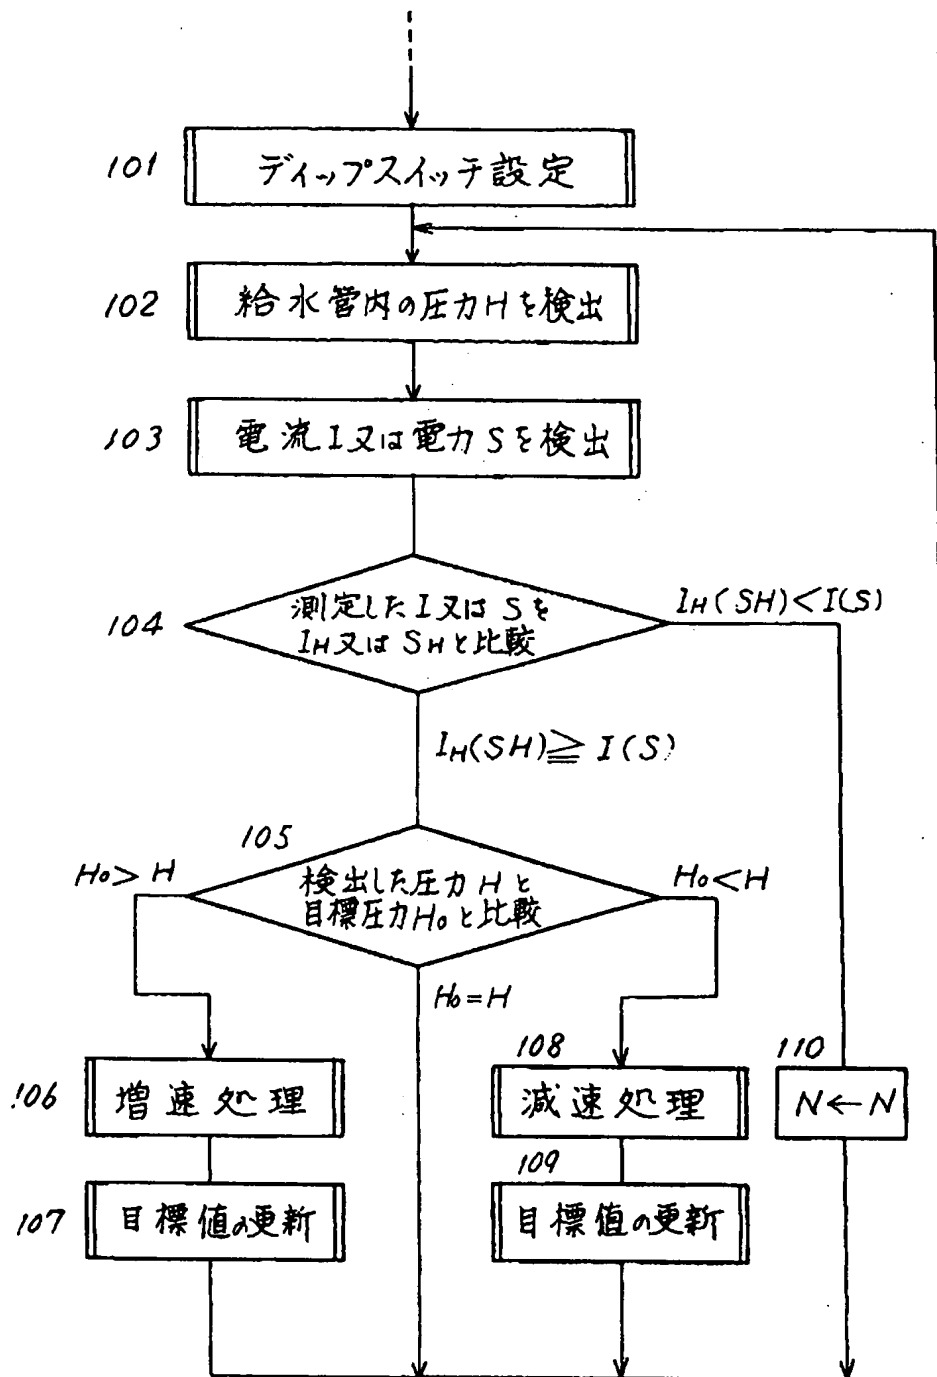 101 ディップスイッチ設定
102 給水管内の圧力Hを検出
103 電流I又は電力Sを検出
104 測定したI又はSを
IH又はSHと比較
IH(SH)<I(S)
IH(SH)≧I(S)
105
検出した圧力Hと
目標圧力Hoと比較
Ho>H
Ho<H
Ho=H
106 増速処理
108
減速処理
110
N←N
107 目標値の更新
109
目標値の更新